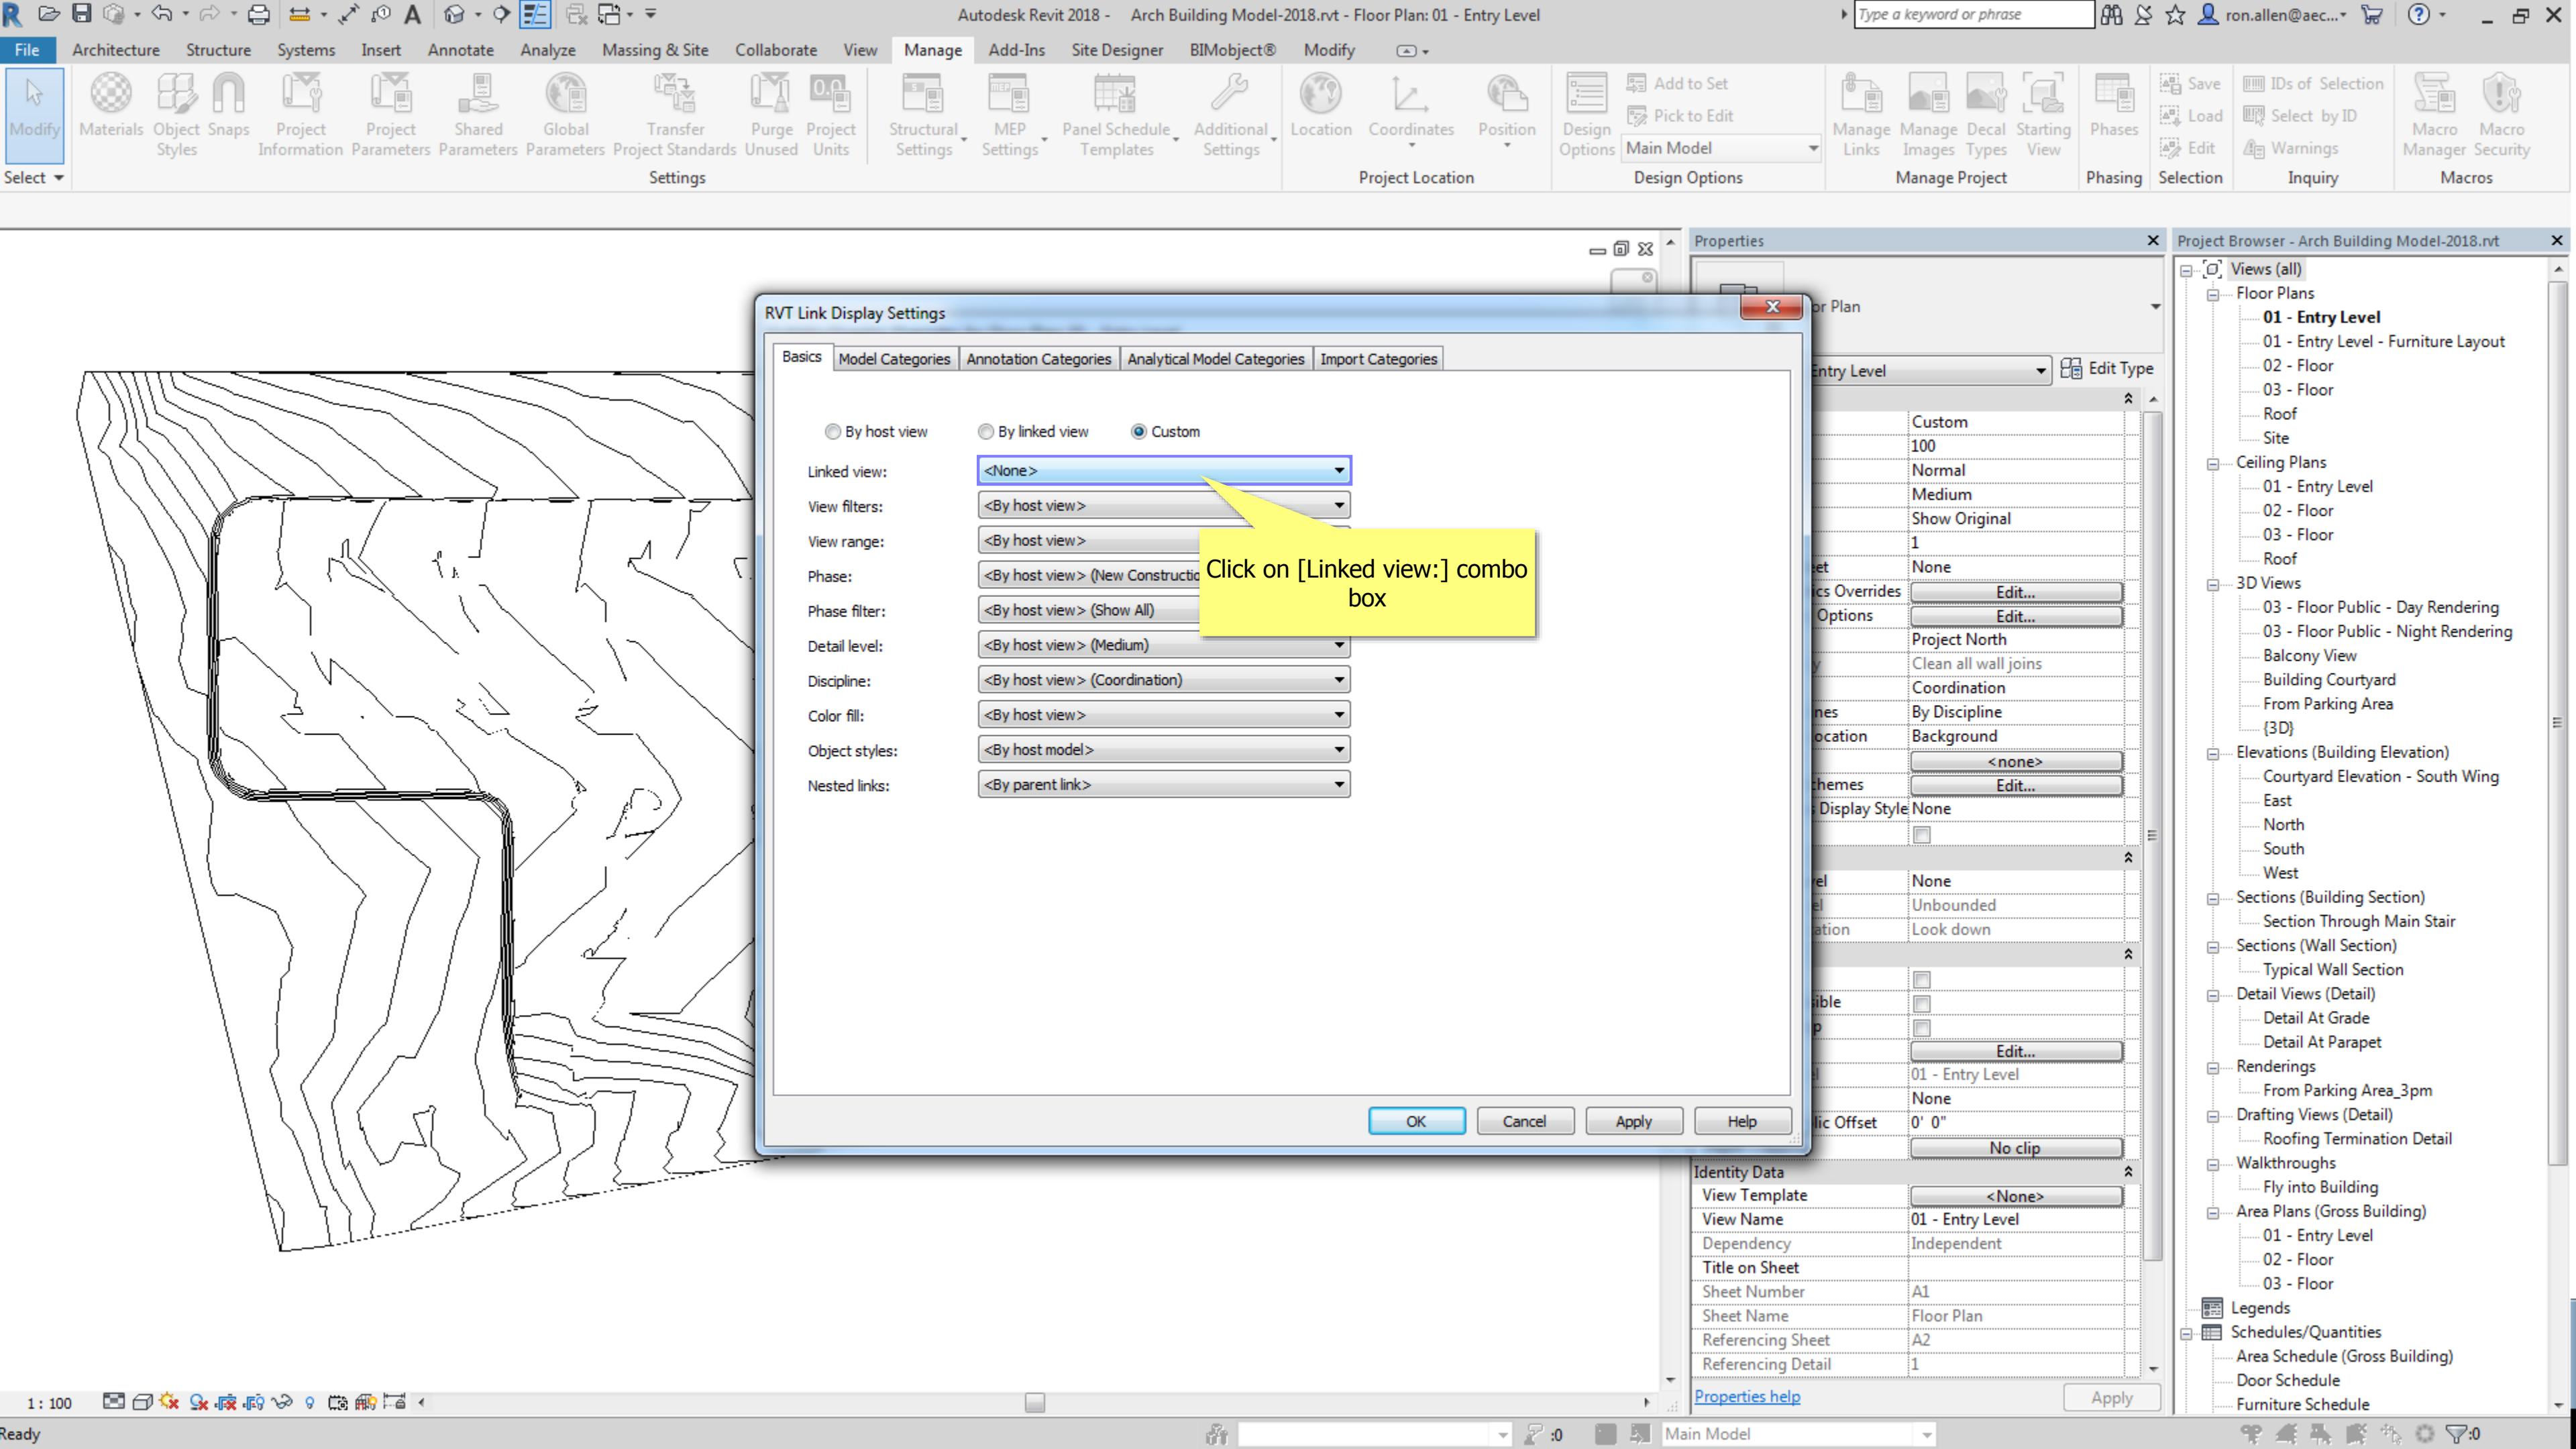 Autodesk Revit 2018 - Arch Building Model-2018.rvt - Floor Plan: 01 - Entry Level
Type a keyword or phrase
ron.allen@aec...
File Architecture Structure Systems Insert Annotate Analyze Massing & Site Collaborate View Manage Add-Ins Site Designer BIMobject® Modify
Modify
Materials
Object Styles
Snaps
Project Information
Project Parameters
Shared Parameters
Global Parameters
Transfer Project Standards
Purge Unused
Project Units
Structural Settings
MEP Settings
Panel Schedule Templates
Additional Settings
Location
Coordinates
Position
Design Options
Add to Set
Pick to Edit
Main Model
Manage Links
Manage Images
Decal Types
Starting View
Phases
Save
Load
Edit
IDs of Selection
Select by ID
Warnings
Macro Manager
Macro Security
Select
Settings
Project Location
Design Options
Manage Project
Phasing
Selection
Inquiry
Macros
RVT Link Display Settings
Basics Model Categories Annotation Categories Analytical Model Categories Import Categories
By host view By linked view Custom
Linked view: <None>
View filters: <By host view>
View range: <By host view>
Phase: <By host view> (New Constructio
Phase filter: <By host view> (Show All)
Detail level: <By host view> (Medium)
Discipline: <By host view> (Coordination)
Color fill: <By host view>
Object styles: <By host model>
Nested links: <By parent link>
Click on [Linked view:] combo
box
OK Cancel Apply Help
Properties
or Plan
Entry Level
Edit Type
Custom
100
Normal
Medium
Show Original
1
et None
ics Overrides Edit...
Options Edit...
Project North
y Clean all wall joins
Coordination
nes By Discipline
ocation Background
<none>
hemes Edit...
Display Style None
el None
el Unbounded
ation Look down
ible
p
Edit...
l 01 - Entry Level
None
lic Offset 0' 0"
No clip
Identity Data
View Template <None>
View Name 01 - Entry Level
Dependency Independent
Title on Sheet
Sheet Number A1
Sheet Name Floor Plan
Referencing Sheet A2
Referencing Detail 1
Properties help
Apply
Project Browser - Arch Building Model-2018.rvt
Views (all)
Floor Plans
01 - Entry Level
01 - Entry Level - Furniture Layout
02 - Floor
03 - Floor
Roof
Site
Ceiling Plans
01 - Entry Level
02 - Floor
03 - Floor
Roof
3D Views
03 - Floor Public - Day Rendering
03 - Floor Public - Night Rendering
Balcony View
Building Courtyard
From Parking Area
{3D}
Elevations (Building Elevation)
Courtyard Elevation - South Wing
East
North
South
West
Sections (Building Section)
Section Through Main Stair
Sections (Wall Section)
Typical Wall Section
Detail Views (Detail)
Detail At Grade
Detail At Parapet
Renderings
From Parking Area_3pm
Drafting Views (Detail)
Roofing Termination Detail
Walkthroughs
Fly into Building
Area Plans (Gross Building)
01 - Entry Level
02 - Floor
03 - Floor
Legends
Schedules/Quantities
Area Schedule (Gross Building)
Door Schedule
Furniture Schedule
1 : 100
Ready
:0
Main Model
:0